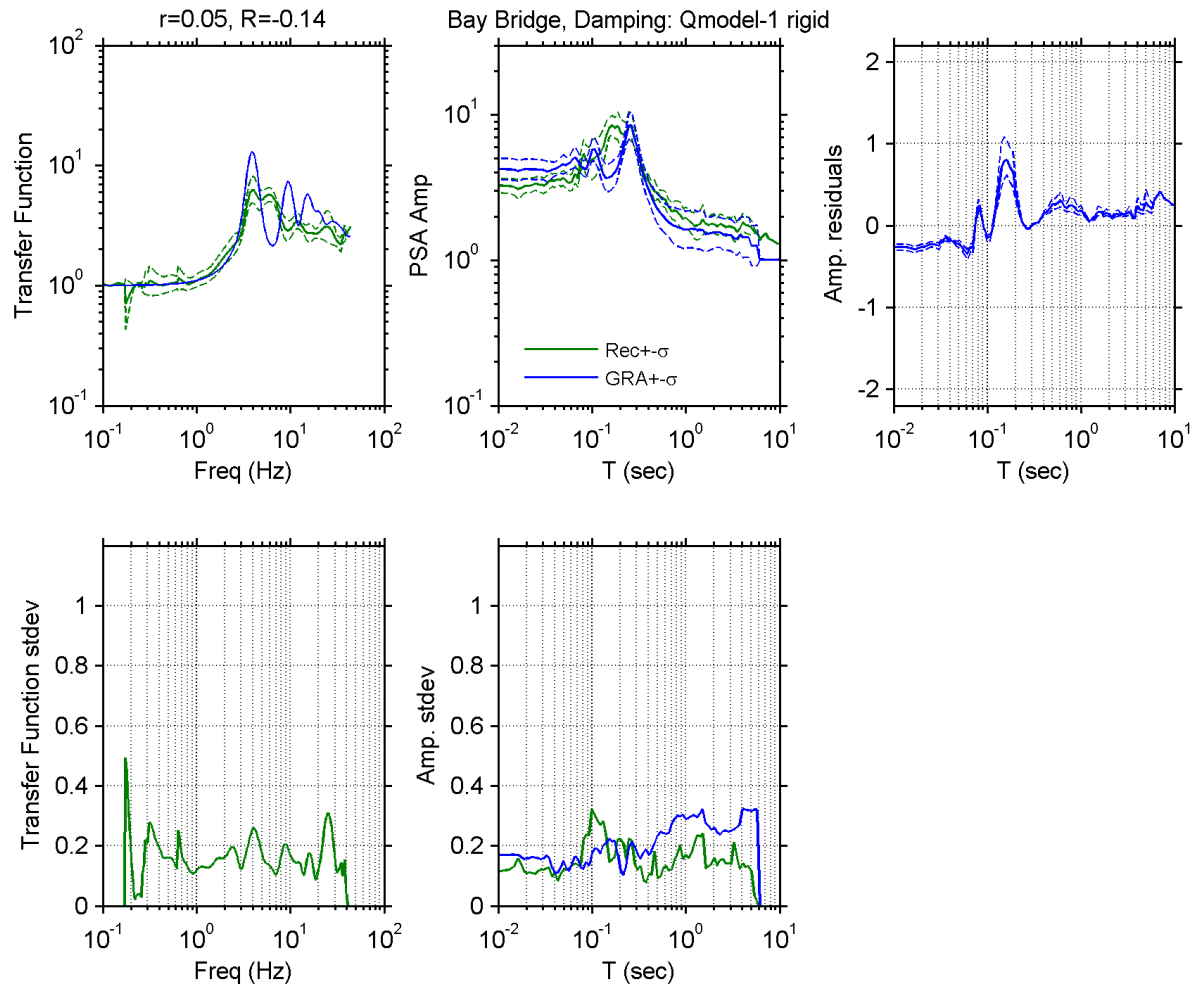 r=0.05, R=-0.14
Bay Bridge, Damping: Qmodel-1 rigid
10^2
10^1
10^0
10^-1
Transfer Function
10^-1 10^0 10^1 10^2
Freq (Hz)
10^1
10^0
10^-1
PSA Amp
Rec+-σ
GRA+-σ
10^-2 10^-1 10^0 10^1
T (sec)
2
1
0
-1
-2
Amp. residuals
10^-2 10^-1 10^0 10^1
T (sec)
1
0.8
0.6
0.4
0.2
0
Transfer Function stdev
10^-1 10^0 10^1 10^2
Freq (Hz)
1
0.8
0.6
0.4
0.2
0
Amp. stdev
10^-2 10^-1 10^0 10^1
T (sec)